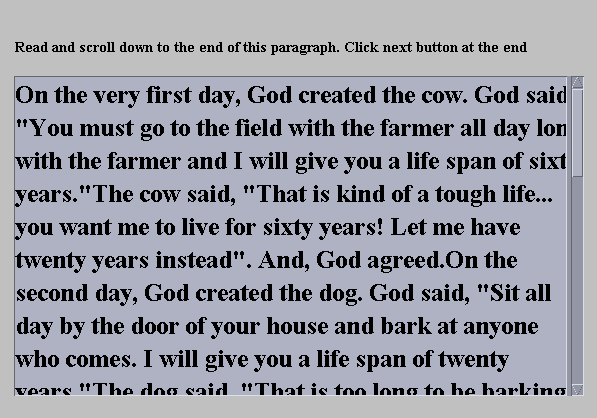 Read and scroll down to the end of this paragraph. Click next button at the end
On the very first day, God created the cow. God said
"You must go to the field with the farmer all day lon
with the farmer and I will give you a life span of sixt
years."The cow said, "That is kind of a tough life...
you want me to live for sixty years! Let me have
twenty years instead". And, God agreed.On the
second day, God created the dog. God said, "Sit all
day by the door of your house and bark at anyone
who comes. I will give you a life span of twenty
years."The dog said, "That is too long to be barking